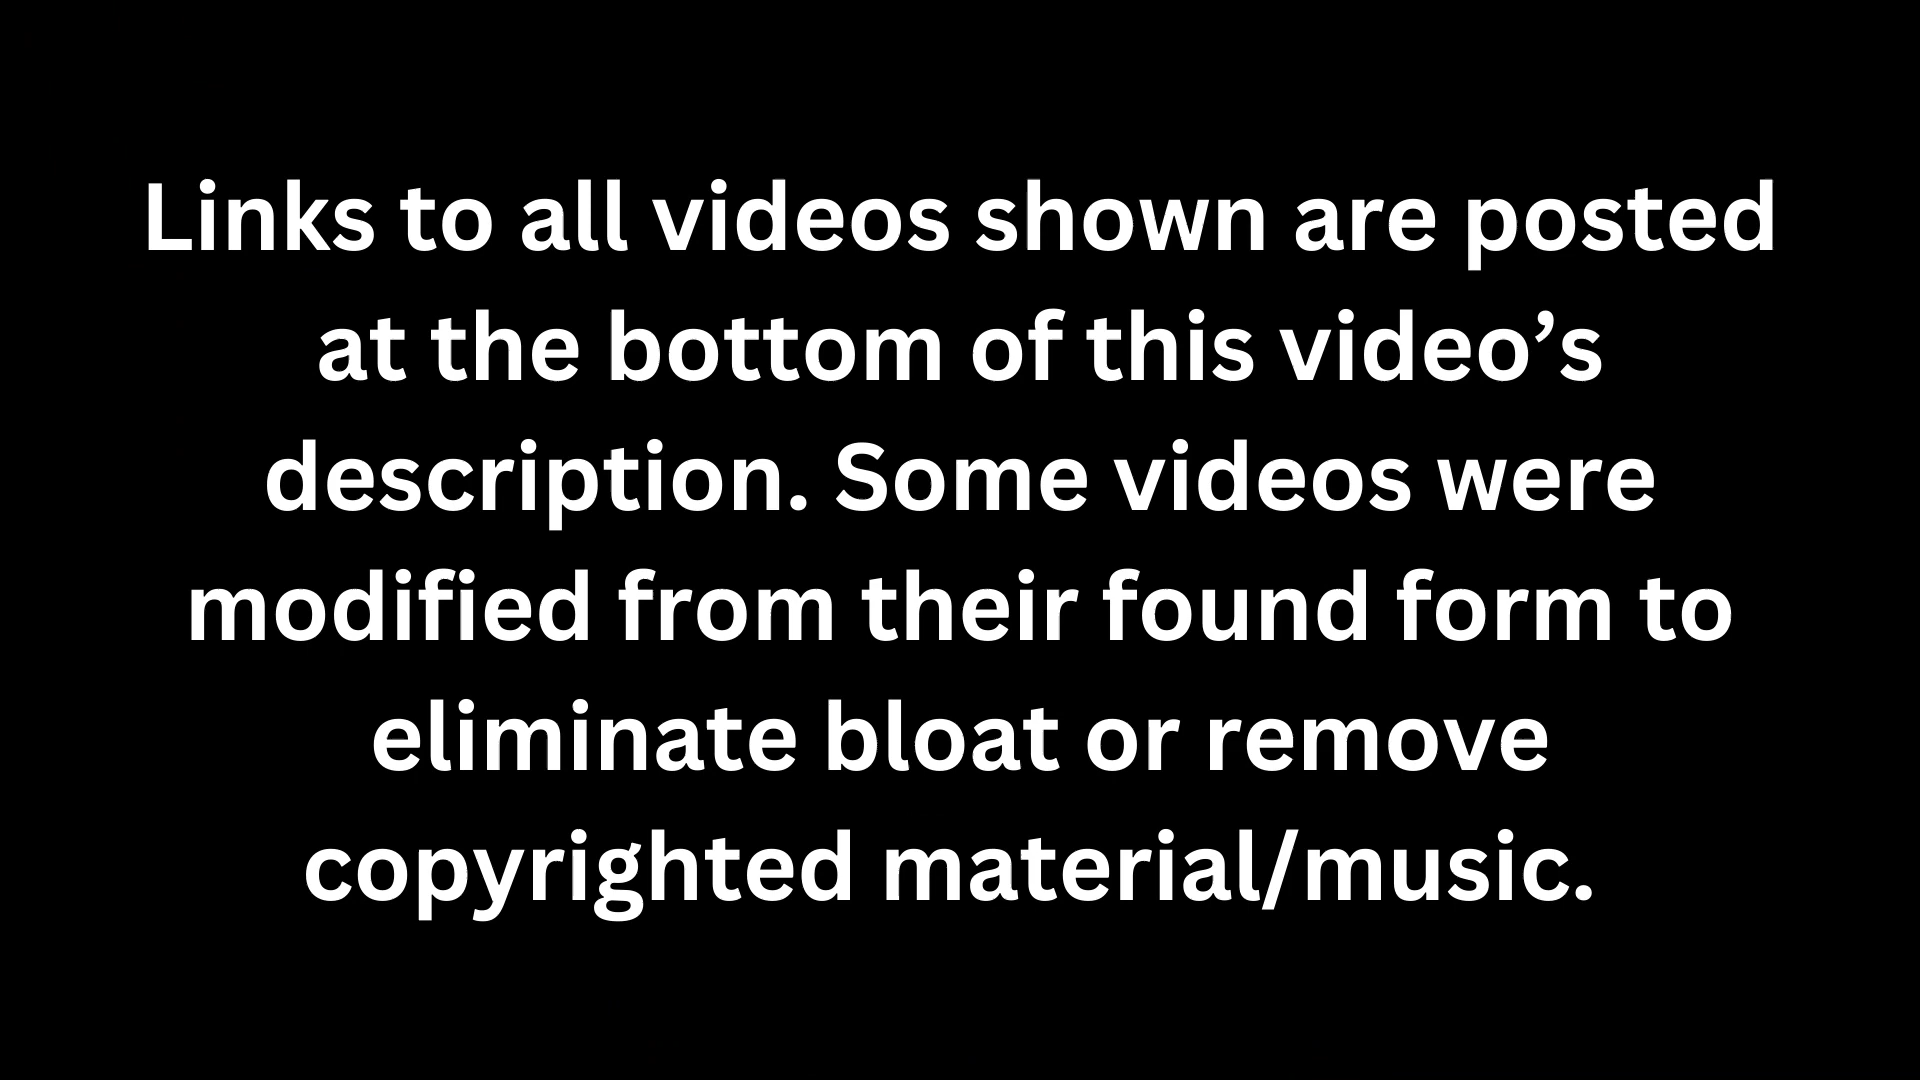 Links to all videos shown are posted
at the bottom of this video’s
description. Some videos were
modified from their found form to
eliminate bloat or remove
copyrighted material/music.